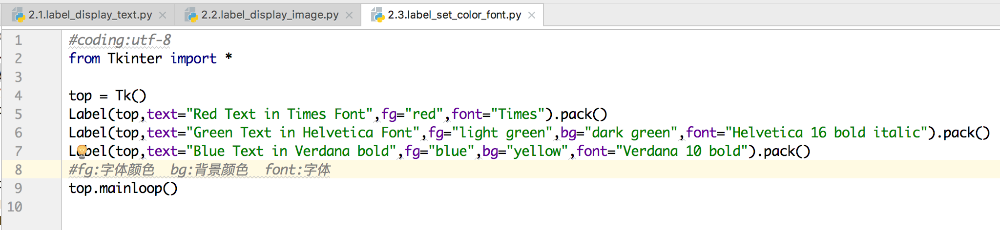 2.1.label_display_text.py 2.2.label_display_image.py 2.3.label_set_color_font.py
1 #coding:utf-8
2 from Tkinter import *
3
4 top = Tk()
5 Label(top,text="Red Text in Times Font",fg="red",font="Times").pack()
6 Label(top,text="Green Text in Helvetica Font",fg="light green",bg="dark green",font="Helvetica 16 bold italic").pack()
7 Label(top,text="Blue Text in Verdana bold",fg="blue",bg="yellow",font="Verdana 10 bold").pack()
8 #fg:字体颜色  bg:背景颜色  font:字体
9 top.mainloop()
10